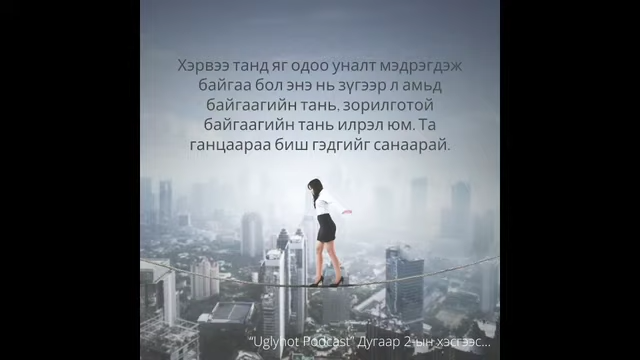 Хэрвээ танд яг одоо уналт мэдрэгдэж
байгаа бол энэ нь зүгээр л амьд
байгаагийн тань, зорилготой
байгаагийн тань илрэл юм. Та
ганцаараа биш гэдгийг санаарай.
"Uglyhot Podcast" Дугаар 2-ын хэсгээс...